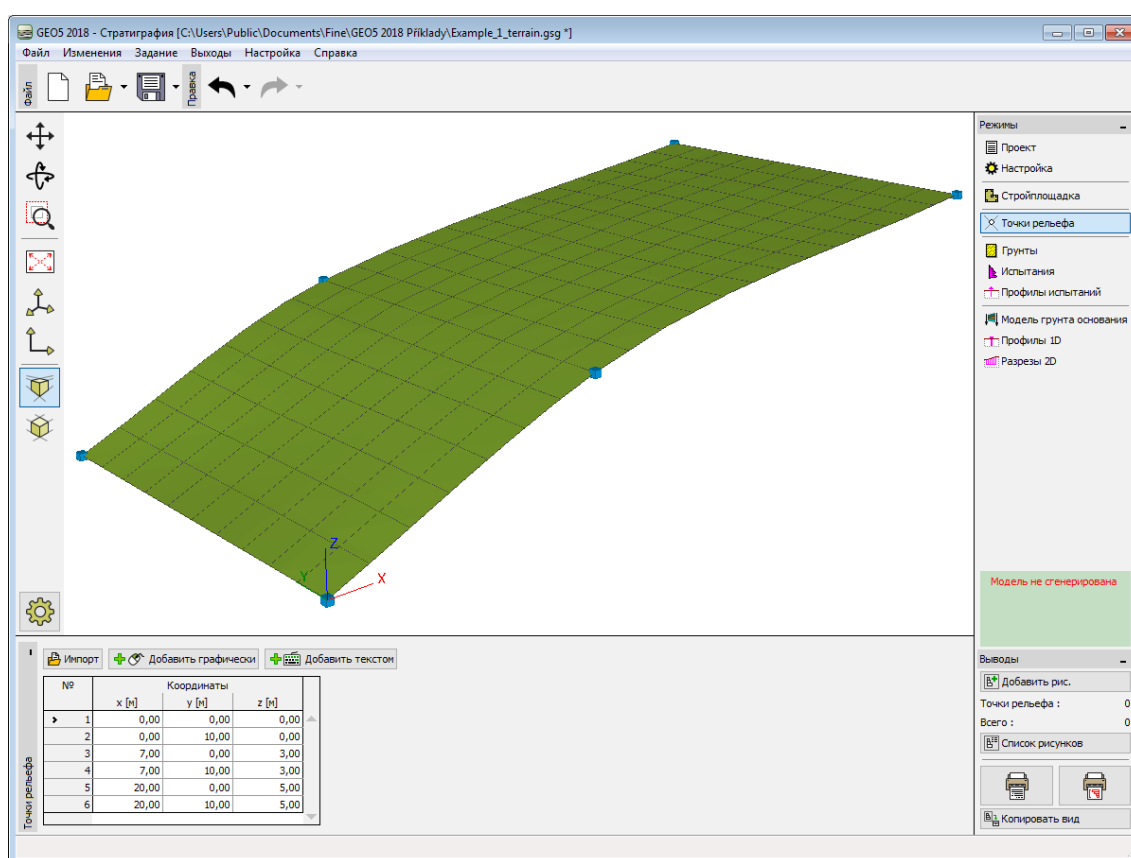 GEO5 2018 - Стратиграфия [C:\Users\Public\Documents\Fine\GEO5 2018 Příklady\Example_1_terrain.gsg *]
Файл Изменения Задание Выходы Настройка Справка
Файл
Правка
Режимы
Проект
Настройка
Стройплощадка
Точки рельефа
Грунты
Испытания
Профилы испытаний
Модель грунта основания
Профилы 1D
Разрезы 2D
Z
Y
X
Модель не сгенерирована
Импорт Добавить графически Добавить текстом
Точки рельефа
№ Координаты
x [м] y [м] z [м]
1 0,00 0,00 0,00
2 0,00 10,00 0,00
3 7,00 0,00 3,00
4 7,00 10,00 3,00
5 20,00 0,00 5,00
6 20,00 10,00 5,00
Выводы
Добавить рис.
Точки рельефа : 0
Всего : 0
Список рисунков
Копировать вид